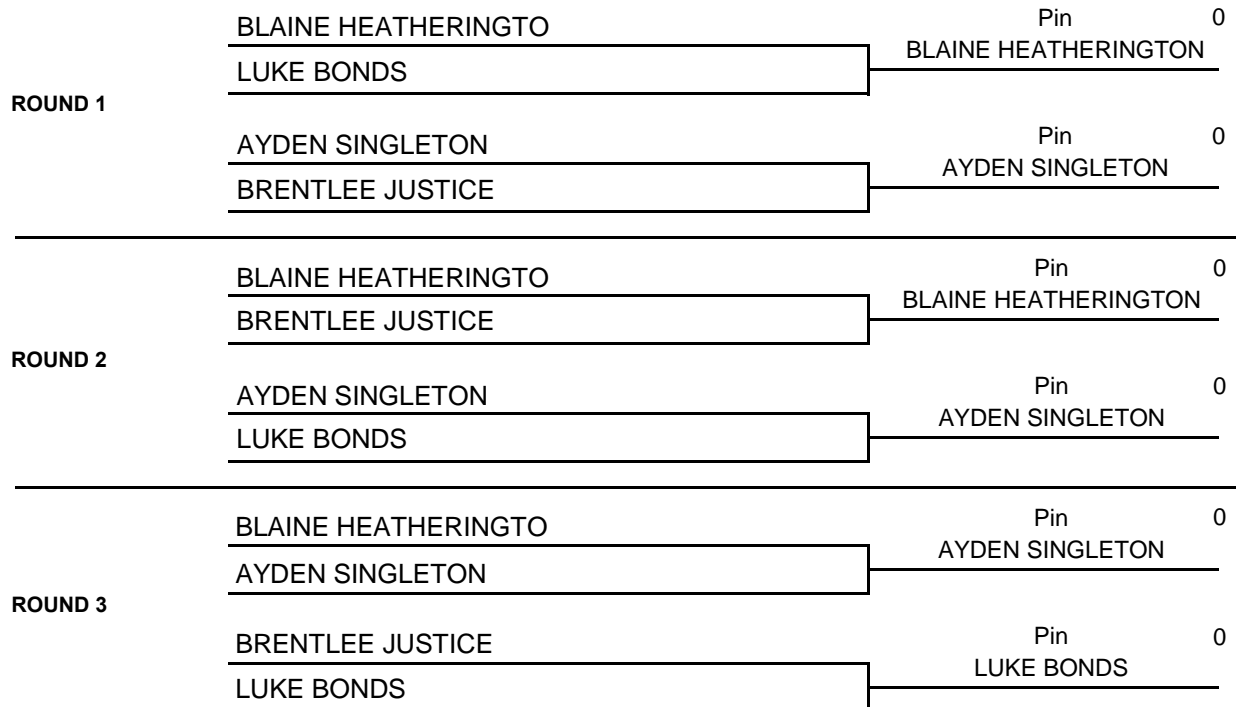 BLAINE HEATHERINGTO
Pin 0
BLAINE HEATHERINGTON
LUKE BONDS
ROUND 1
AYDEN SINGLETON
Pin 0
AYDEN SINGLETON
BRENTLEE JUSTICE
BLAINE HEATHERINGTO
Pin 0
BLAINE HEATHERINGTON
BRENTLEE JUSTICE
ROUND 2
AYDEN SINGLETON
Pin 0
AYDEN SINGLETON
LUKE BONDS
BLAINE HEATHERINGTO
Pin 0
AYDEN SINGLETON
AYDEN SINGLETON
ROUND 3
BRENTLEE JUSTICE
Pin 0
LUKE BONDS
LUKE BONDS